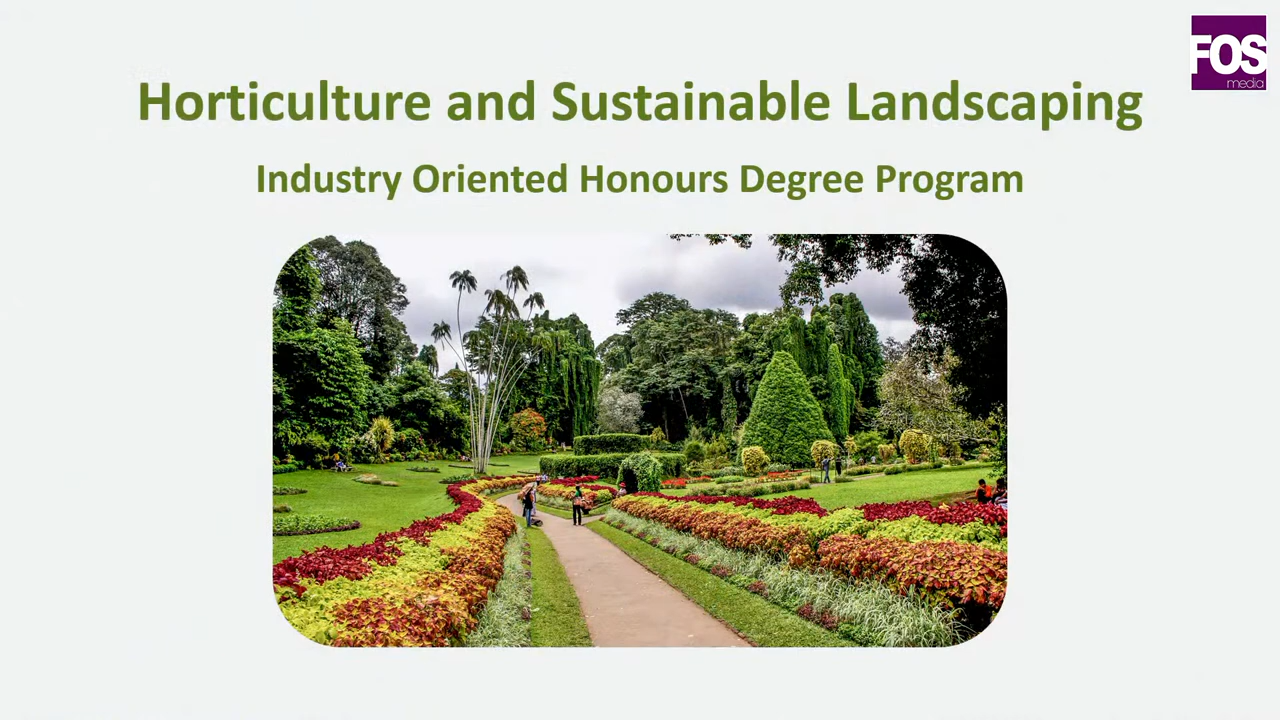 FOS
media
Horticulture and Sustainable Landscaping
Industry Oriented Honours Degree Program